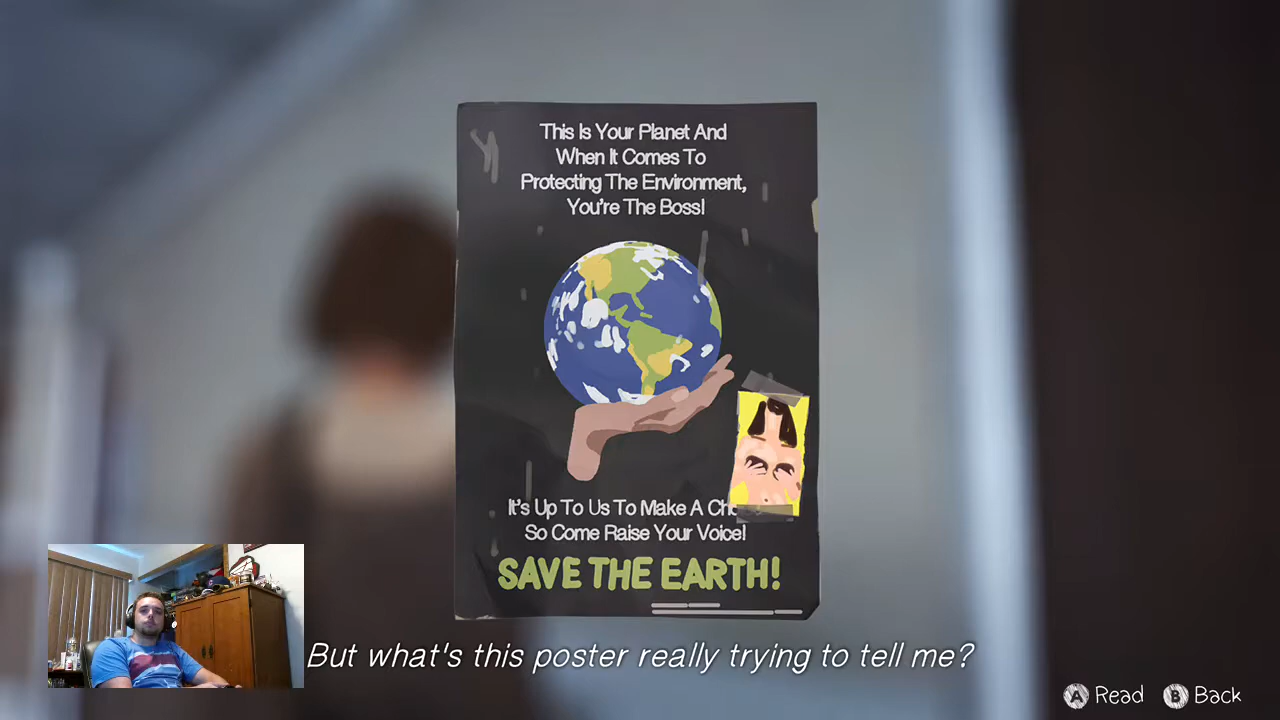 This Is Your Planet And
When It Comes To
Protecting The Environment,
You're The Boss!
It's Up To Us To Make A
So Come Raise Your Voice!
SAVE THE EARTH!
But what's this poster really trying to tell me?
A Read B Back